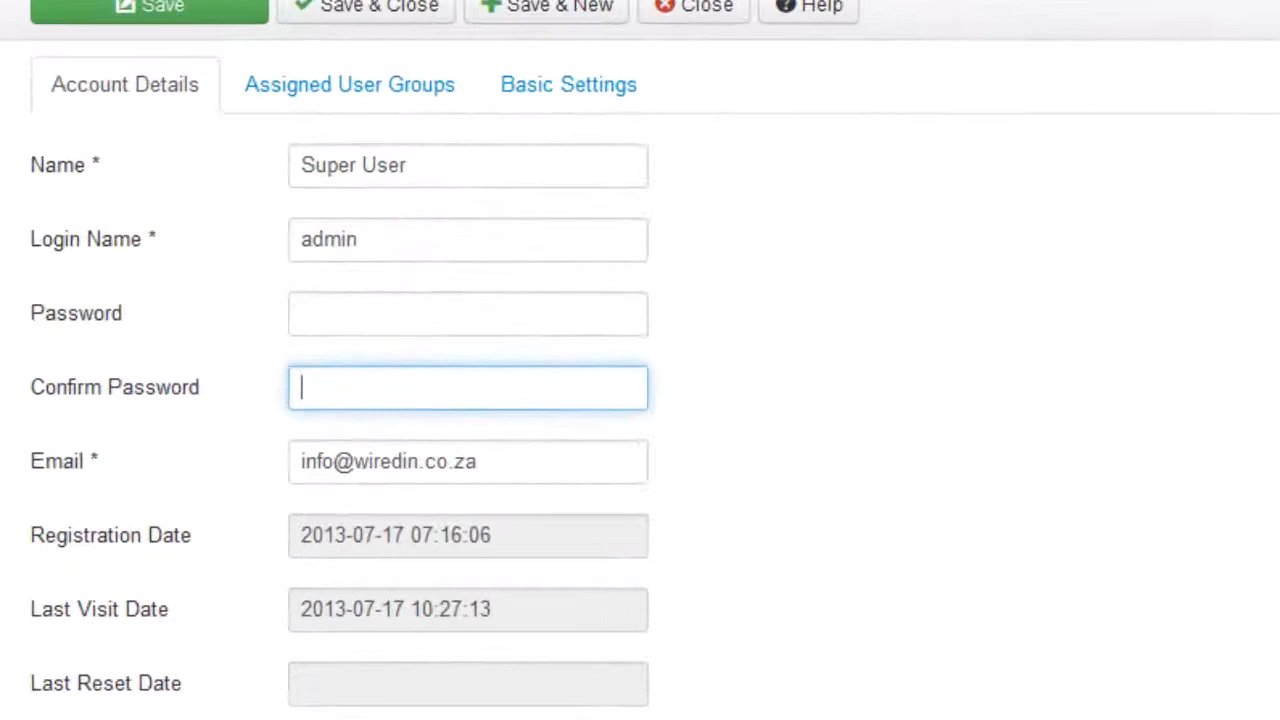 Save Save & Close Save & New Close Help
Account Details Assigned User Groups Basic Settings
Name * Super User
Login Name * admin
Password
Confirm Password
Email * info@wiredin.co.za
Registration Date 2013-07-17 07:16:06
Last Visit Date 2013-07-17 10:27:13
Last Reset Date